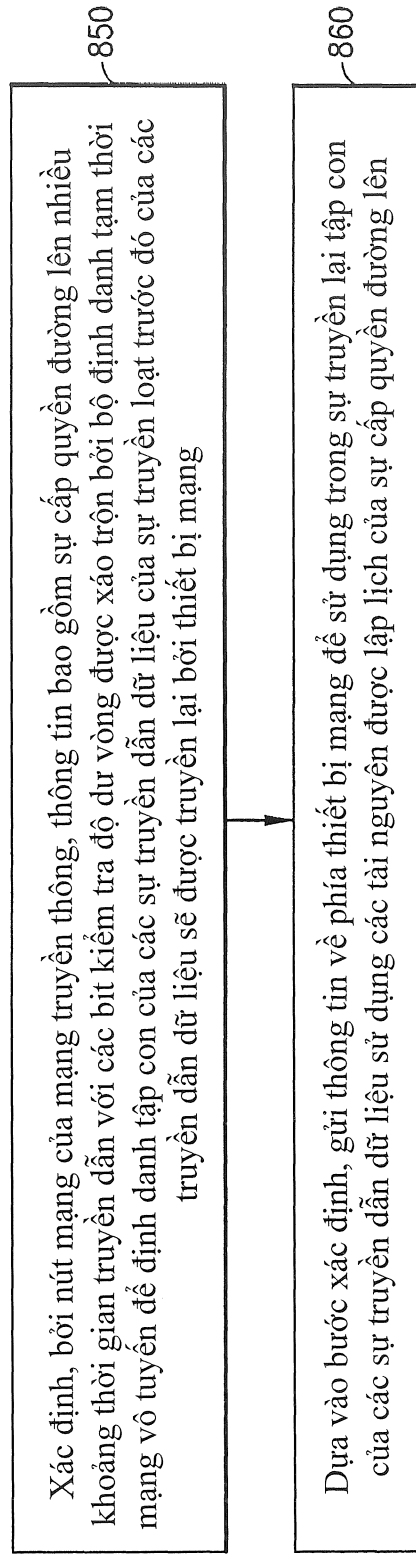 Xác định, bởi nút mạng của mạng truyền thông, thông tin bao gồm sự cấp quyền đường lên nhiều
khoảng thời gian truyền dẫn với các bit kiểm tra độ dư vòng được xáo trộn bởi bộ định danh tạm thời
mạng vô tuyến để định danh tập con của các sự truyền dẫn dữ liệu của sự truyền loạt trước đó của các
truyền dẫn dữ liệu sẽ được truyền lại bởi thiết bị mạng
850
Dựa vào bước xác định, gửi thông tin về phía thiết bị mạng để sử dụng trong sự truyền lại tập con
của các sự truyền dẫn dữ liệu sử dụng các tài nguyên được lập lịch của sự cấp quyền đường lên
860